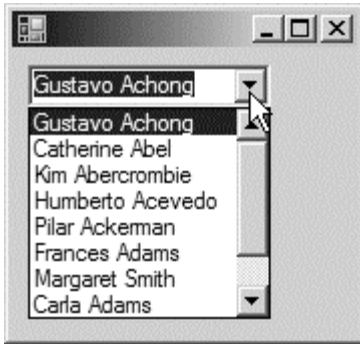 Gustavo Achong
Gustavo Achong
Catherine Abel
Kim Abercrombie
Humberto Acevedo
Pilar Ackerman
Frances Adams
Margaret Smith
Carla Adams